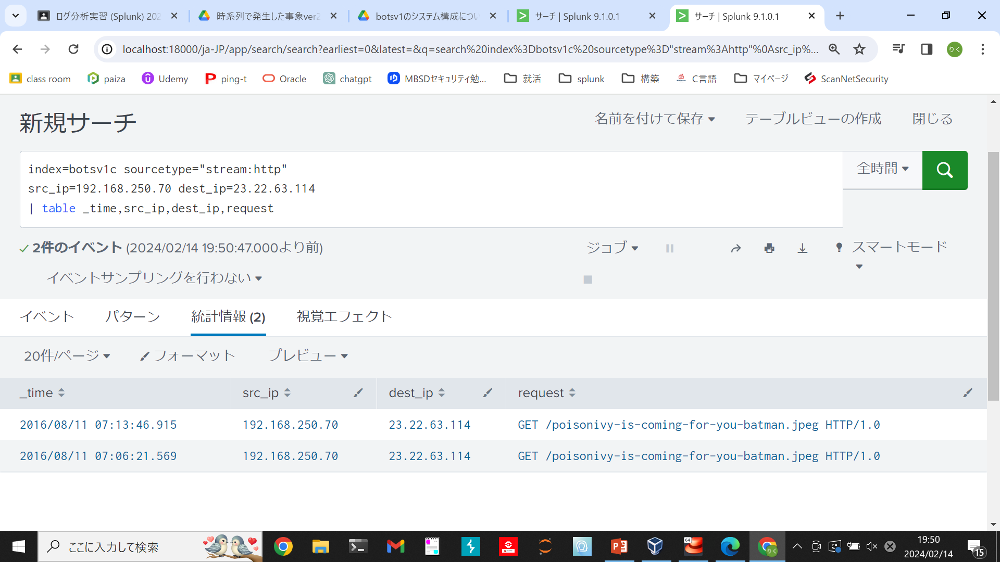 ログ分析実習 (Splunk) 202
時系列で発生した事象ver2
botsv1のシステム構成につい
サーチ | Splunk 9.1.0.1
サーチ | Splunk 9.1.0.1
localhost:18000/ja-JP/app/search/search?earliest=0&latest=&q=search%20index%3Dbotsv1c%20sourcetype%3D"stream%3Ahttp"%0Asrc_ip%...
りく
class room
paiza
Udemy
ping-t
Oracle
chatgpt
MBSDセキュリティ勉...
就活
splunk
構築
C言語
マイページ
ScanNetSecurity
新規サーチ
名前を付けて保存
テーブルビューの作成
閉じる
index=botsv1c sourcetype="stream:http"
src_ip=192.168.250.70 dest_ip=23.22.63.114
| table _time,src_ip,dest_ip,request
全時間
2件のイベント (2024/02/14 19:50:47.000より前)
ジョブ
スマートモード
イベントサンプリングを行わない
イベント
パターン
統計情報 (2)
視覚エフェクト
20件/ページ
フォーマット
プレビュー
_time
src_ip
dest_ip
request
2016/08/11 07:13:46.915 192.168.250.70 23.22.63.114 GET /poisonivy-is-coming-for-you-batman.jpeg HTTP/1.0
2016/08/11 07:06:21.569 192.168.250.70 23.22.63.114 GET /poisonivy-is-coming-for-you-batman.jpeg HTTP/1.0
ここに入力して検索
64
りく
19:50
2024/02/14
15